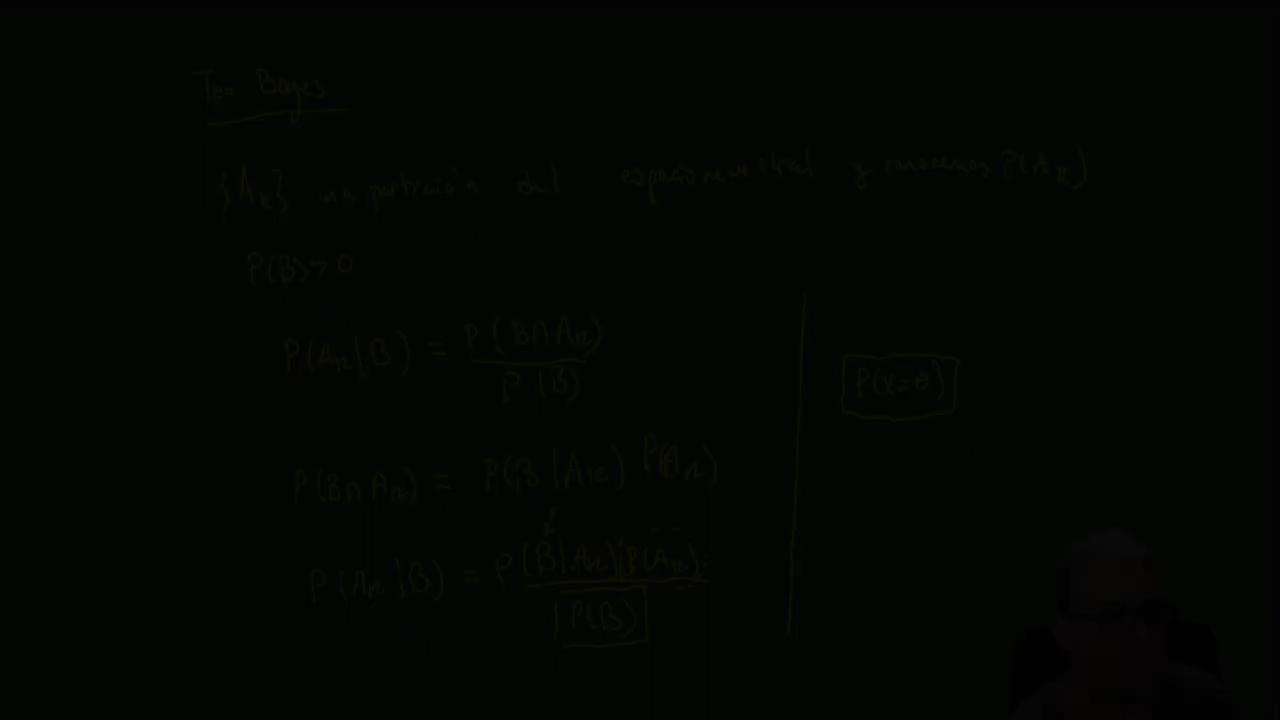 Teo Bayes
{A_k} una partición del espacio muestral y conocemos P(A_k)
P(B)>0
P(A_k|B) = P(B∩A_k) / P(B)
P(X=θ)
P(B∩A_k) = P(B|A_k) P(A_k)
P(A_k|B) = P(B|A_k) P(A_k) / P(B)